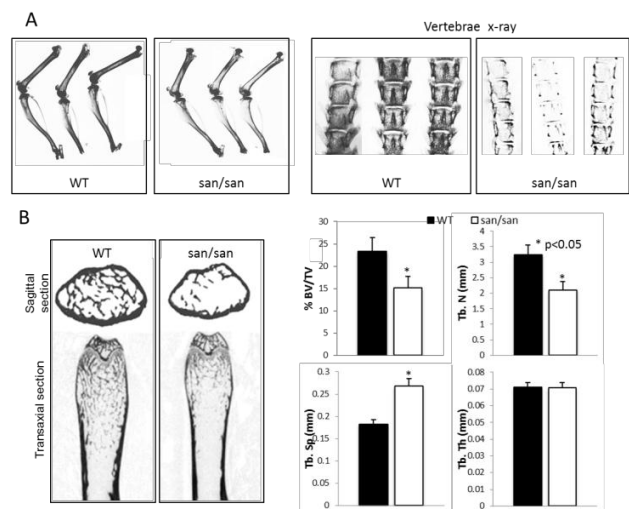 A
Vertebrae x-ray
WT
san/san
WT
san/san
B
WT
san/san
Sagittal
section
Transaxial section
WT
san/san
% BV/TV
30
25
20
15
10
5
0
*
Tb. N (mm)
4
3.5
3
2.5
2
1.5
1
0.5
0
* p<0.05
*
Tb. Sp (mm)
0.3
0.25
0.2
0.15
0.1
0.05
0
*
Tb. Th (mm)
0.08
0.07
0.06
0.05
0.04
0.03
0.02
0.01
0